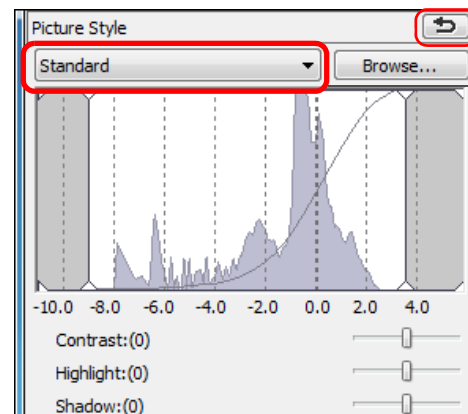 Picture Style
Standard Browse...
-10.0 -8.0 -6.0 -4.0 -2.0 0.0 2.0 4.0
Contrast:(0)
Highlight:(0)
Shadow:(0)